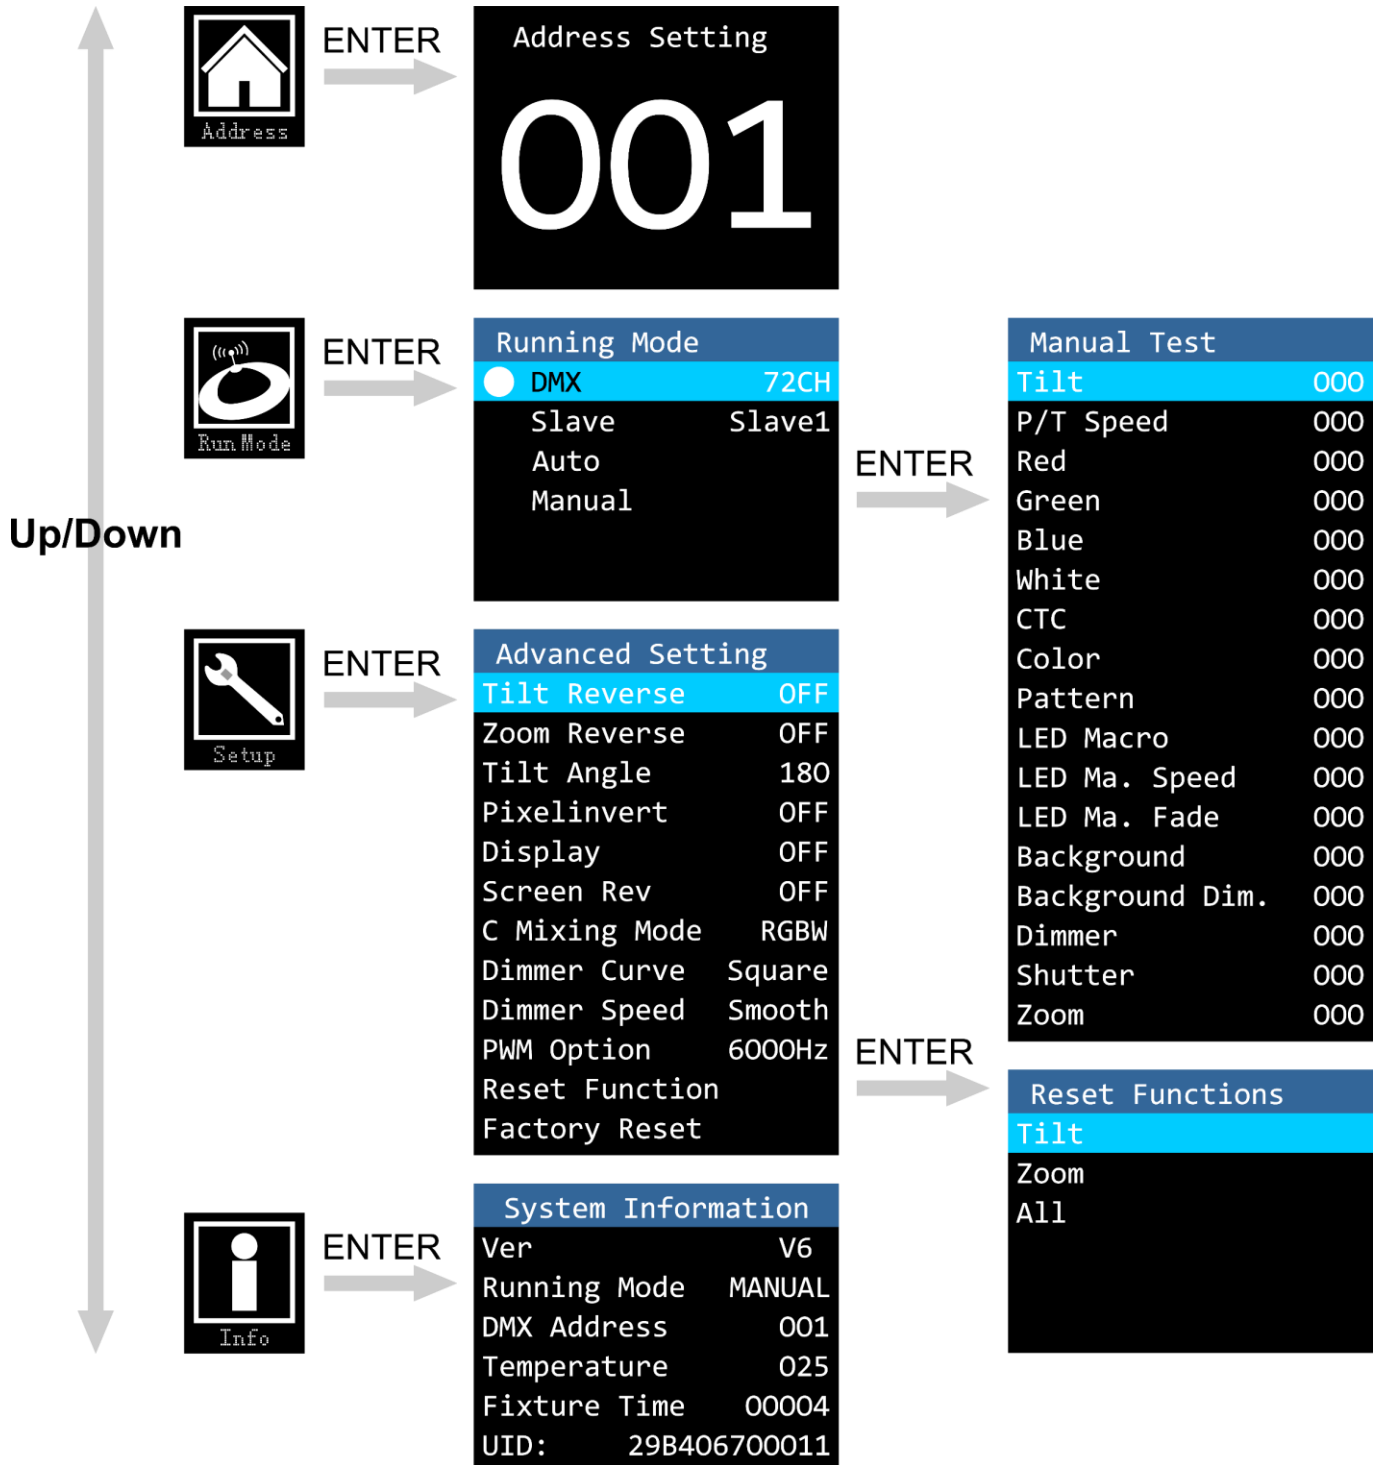 Up/Down
Address
ENTER
Address Setting
001
Run Mode
ENTER
Running Mode
DMX 72CH
Slave Slave1
Auto
Manual
ENTER
Manual Test
Tilt 000
P/T Speed 000
Red 000
Green 000
Blue 000
White 000
CTC 000
Color 000
Pattern 000
LED Macro 000
LED Ma. Speed 000
LED Ma. Fade 000
Background 000
Background Dim. 000
Dimmer 000
Shutter 000
Zoom 000
Setup
ENTER
Advanced Setting
Tilt Reverse OFF
Zoom Reverse OFF
Tilt Angle 180
Pixelinvert OFF
Display OFF
Screen Rev OFF
C Mixing Mode RGBW
Dimmer Curve Square
Dimmer Speed Smooth
PWM Option 6000Hz
Reset Function
Factory Reset
ENTER
Reset Functions
Tilt
Zoom
All
Info
ENTER
System Information
Ver V6
Running Mode MANUAL
DMX Address 001
Temperature 025
Fixture Time 00004
UID: 29B406700011